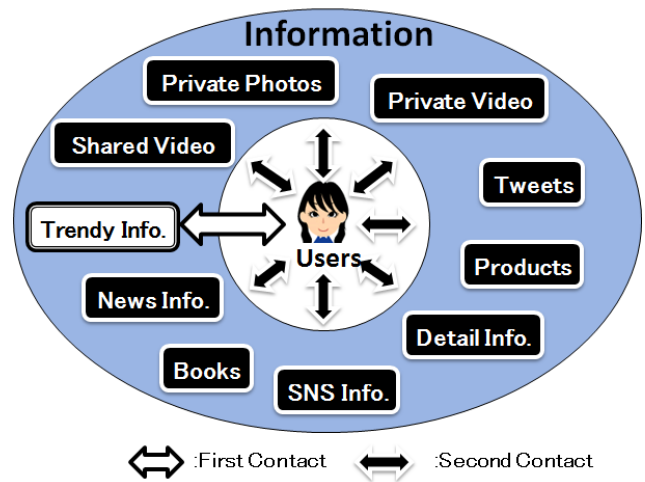 Information
Private Photos
Private Video
Shared Video
Tweets
Trendy Info.
Users
Products
News Info.
Detail Info.
Books
SNS Info.
:First Contact
:Second Contact